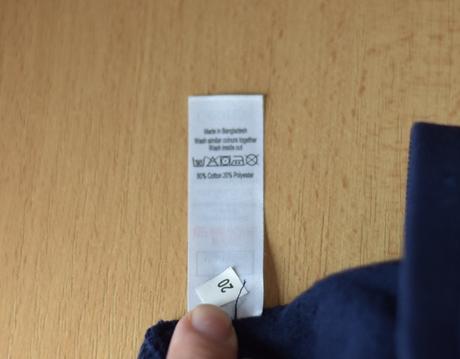 Made in Bangladesh
Wash similar colours together
Wash inside out
80% Cotton 20% Polyester
20